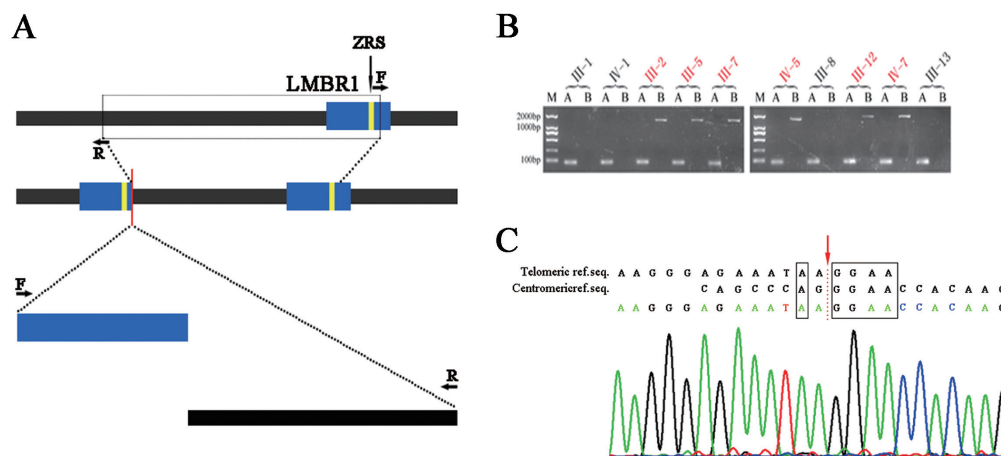 A
ZRS
LMBR1
F
R
F
R
B
III-1 IV-1 III-2 III-5 III-7 IV-5 III-8 III-12 IV-7 III-13
M A B A B A B A B A B M A B A B A B A B A B
2000bp
1000bp
100bp
C
Telomeric ref.seq. A A G G G A G A A A T A A G G A A
Centromericref.seq. C A G C C C A G G G A A C C A C A A G
A A G G G A G A A A T A A G G A A C C A C A A G